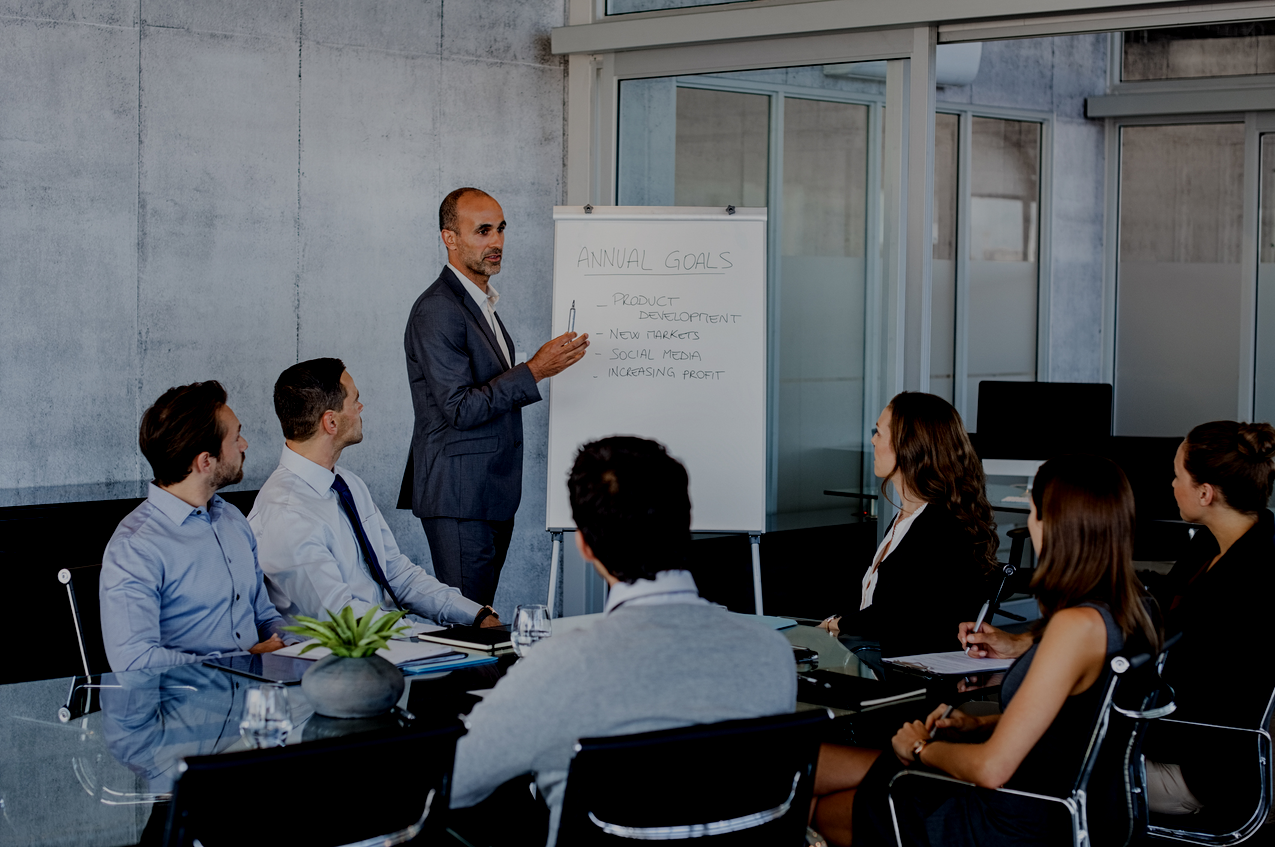 ANNUAL GOALS
- PRODUCT
DEVELOPMENT
- NEW MARKETS
- SOCIAL MEDIA
- INCREASING PROFIT